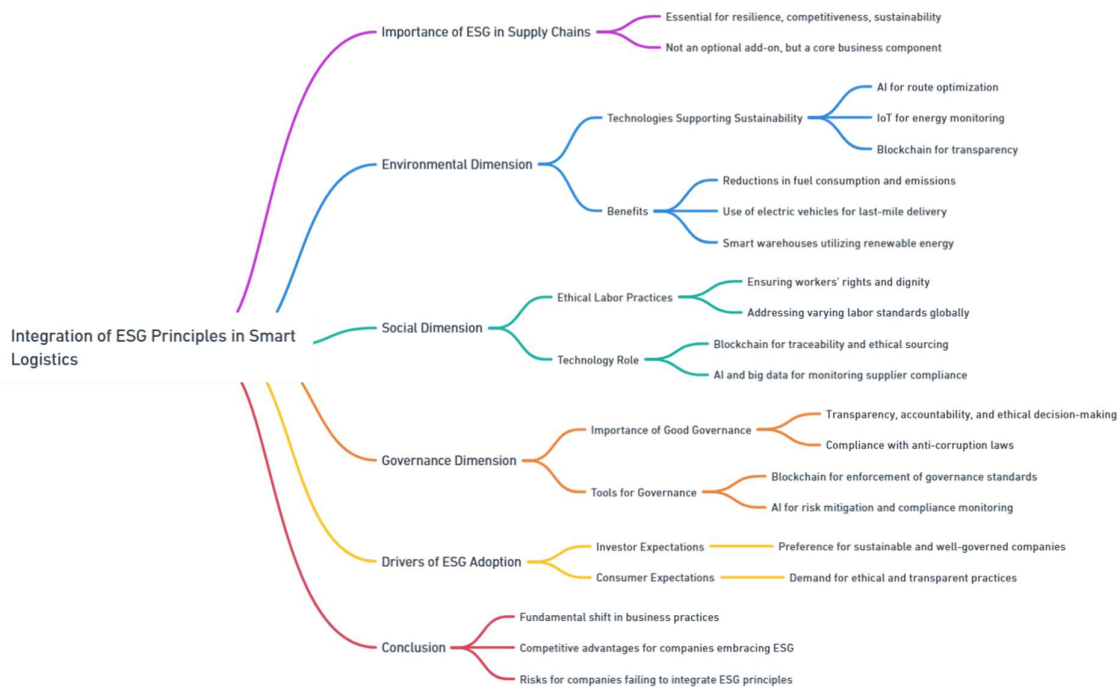 Integration of ESG Principles in Smart
Logistics
Importance of ESG in Supply Chains
Essential for resilience, competitiveness, sustainability
Not an optional add-on, but a core business component
Environmental Dimension
Technologies Supporting Sustainability
AI for route optimization
IoT for energy monitoring
Blockchain for transparency
Benefits
Reductions in fuel consumption and emissions
Use of electric vehicles for last-mile delivery
Smart warehouses utilizing renewable energy
Social Dimension
Ethical Labor Practices
Ensuring workers' rights and dignity
Addressing varying labor standards globally
Technology Role
Blockchain for traceability and ethical sourcing
AI and big data for monitoring supplier compliance
Governance Dimension
Importance of Good Governance
Transparency, accountability, and ethical decision-making
Compliance with anti-corruption laws
Tools for Governance
Blockchain for enforcement of governance standards
AI for risk mitigation and compliance monitoring
Drivers of ESG Adoption
Investor Expectations
Preference for sustainable and well-governed companies
Consumer Expectations
Demand for ethical and transparent practices
Conclusion
Fundamental shift in business practices
Competitive advantages for companies embracing ESG
Risks for companies failing to integrate ESG principles